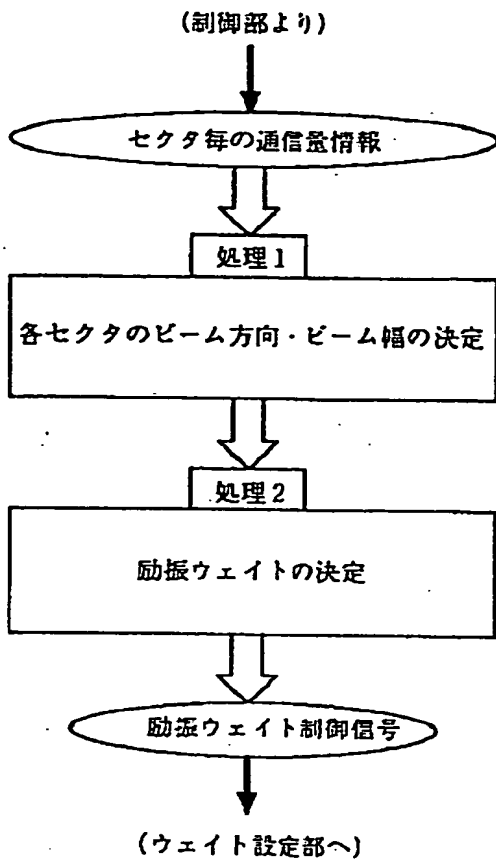 (制御部より)
セクタ毎の通信量情報
処理1
各セクタのビーム方向・ビーム幅の決定
処理2
励振ウェイトの決定
励振ウェイト制御信号
(ウェイト設定部へ)